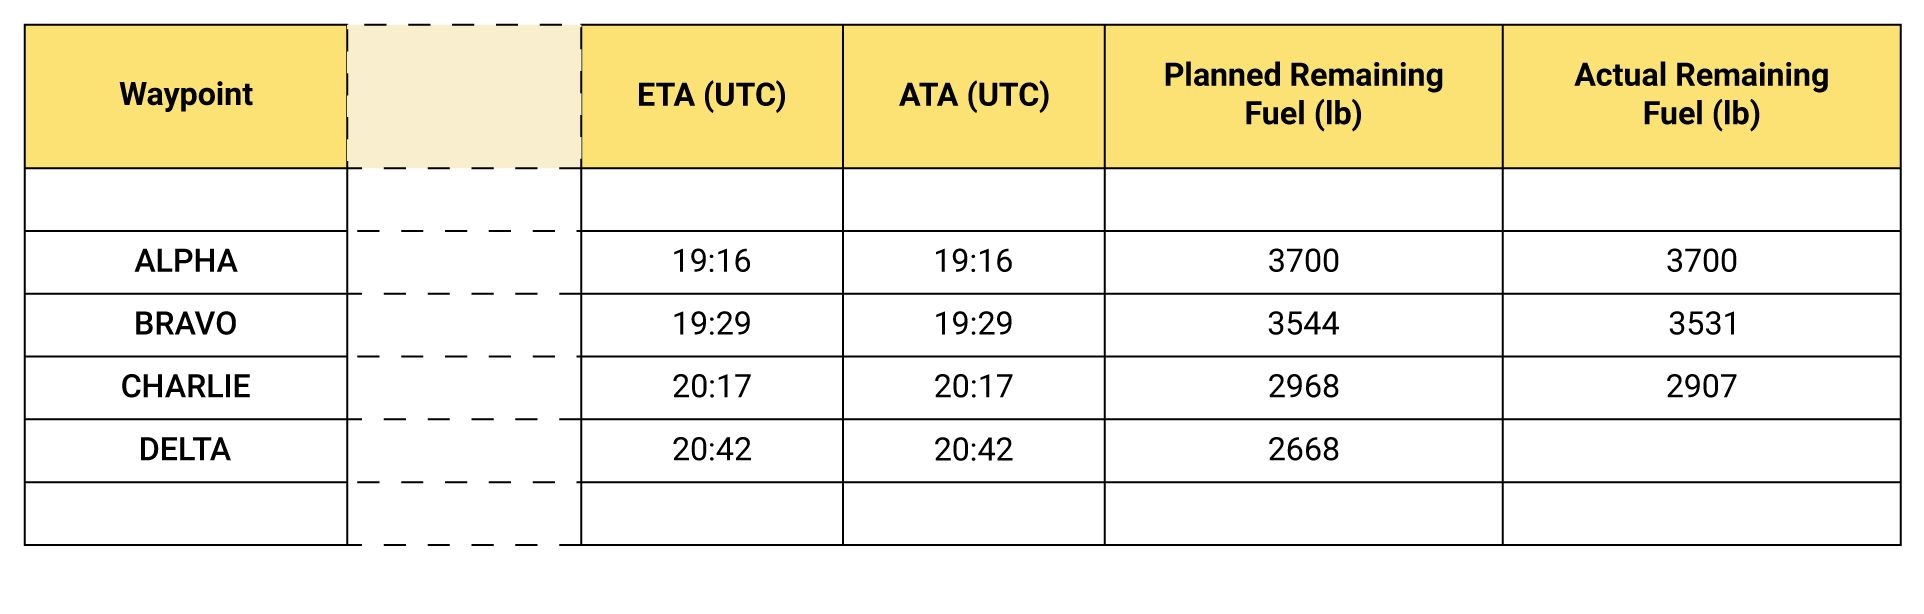 Waypoint ETA (UTC) ATA (UTC) Planned Remaining Fuel (lb) Actual Remaining Fuel (lb)
ALPHA 19:16 19:16 3700 3700
BRAVO 19:29 19:29 3544 3531
CHARLIE 20:17 20:17 2968 2907
DELTA 20:42 20:42 2668